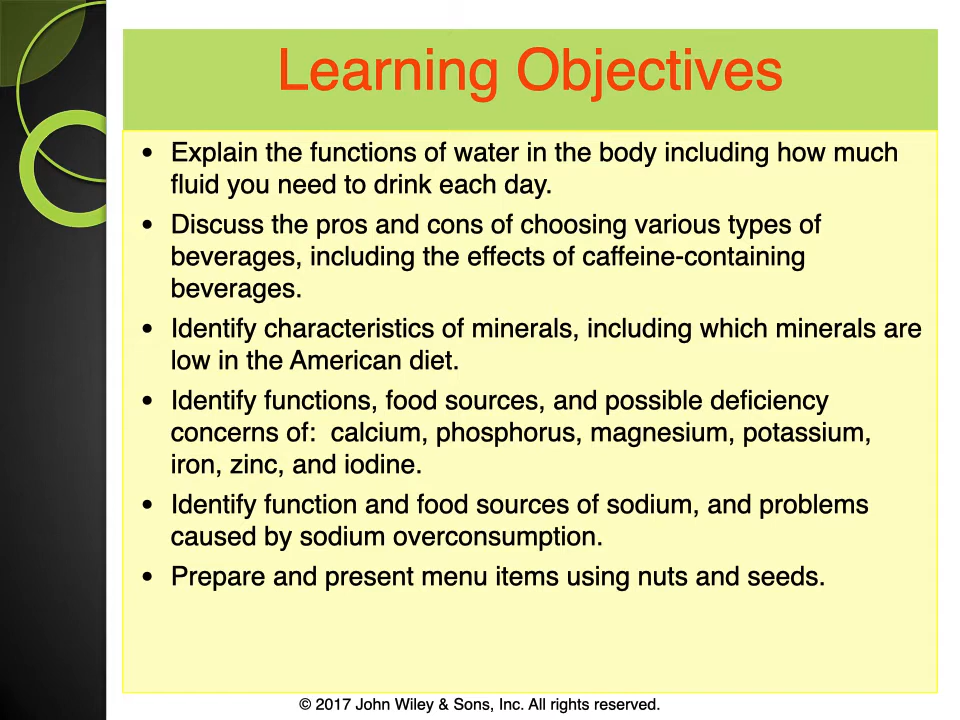 Learning Objectives
• Explain the functions of water in the body including how much
fluid you need to drink each day.
• Discuss the pros and cons of choosing various types of
beverages, including the effects of caffeine-containing
beverages.
• Identify characteristics of minerals, including which minerals are
low in the American diet.
• Identify functions, food sources, and possible deficiency
concerns of:  calcium, phosphorus, magnesium, potassium,
iron, zinc, and iodine.
• Identify function and food sources of sodium, and problems
caused by sodium overconsumption.
• Prepare and present menu items using nuts and seeds.
© 2017 John Wiley & Sons, Inc. All rights reserved.